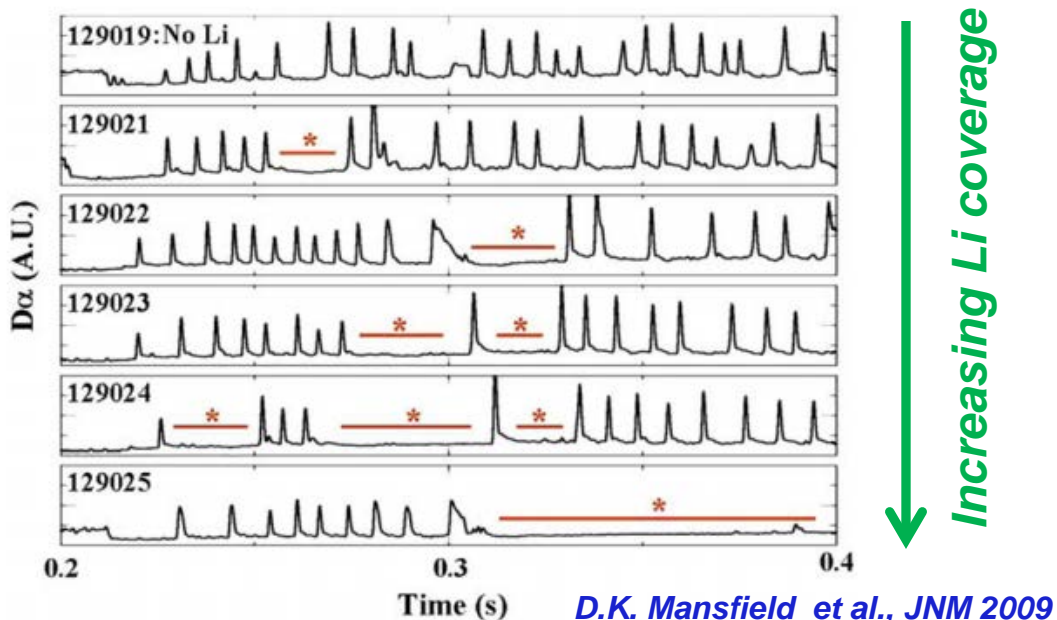 129019:No Li
129021
*
129022
*
129023
* *
129024
* * *
129025
*
Dα (A.U.)
0.2 0.3 0.4
Time (s)
Increasing Li coverage
D.K. Mansfield et al., JNM 2009